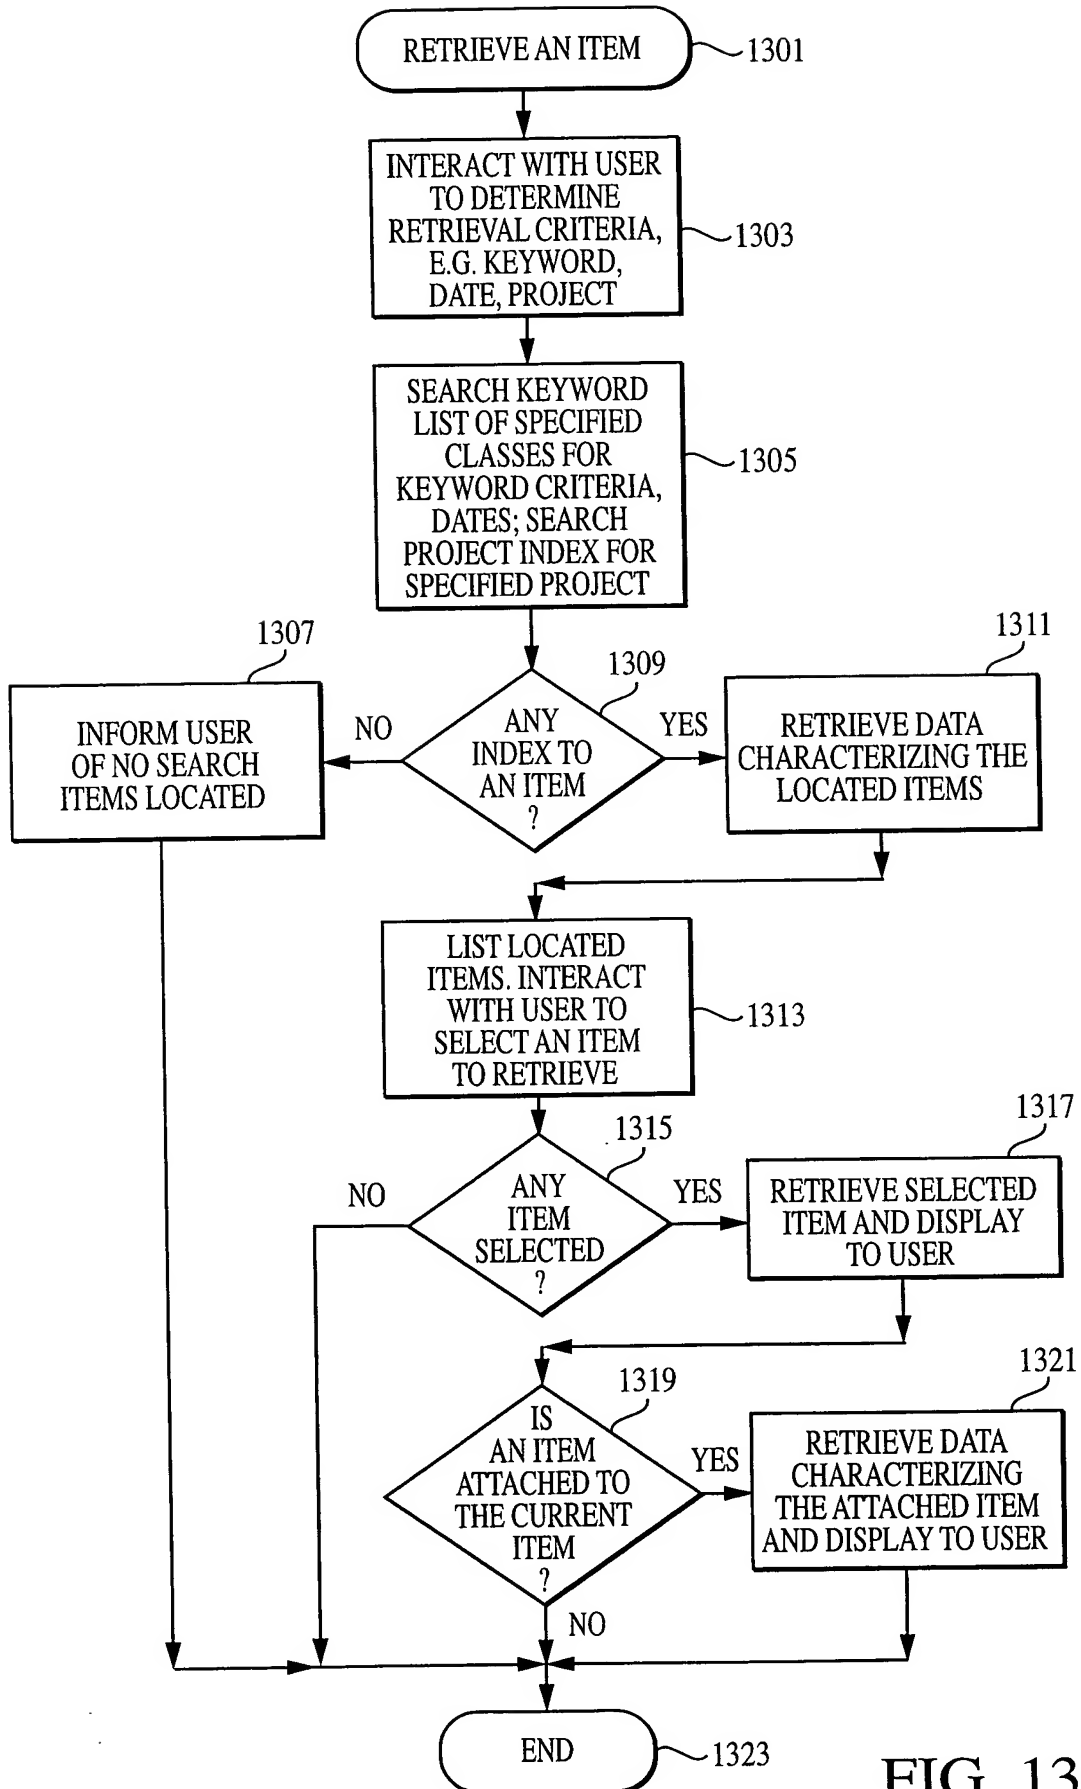 RETRIEVE AN ITEM
1301
INTERACT WITH USER
TO DETERMINE
RETRIEVAL CRITERIA,
E.G. KEYWORD,
DATE, PROJECT
1303
SEARCH KEYWORD
LIST OF SPECIFIED
CLASSES FOR
KEYWORD CRITERIA,
DATES; SEARCH
PROJECT INDEX FOR
SPECIFIED PROJECT
1305
1307
INFORM USER
OF NO SEARCH
ITEMS LOCATED
NO
1309
ANY
INDEX TO
AN ITEM
?
YES
1311
RETRIEVE DATA
CHARACTERIZING THE
LOCATED ITEMS
LIST LOCATED
ITEMS. INTERACT
WITH USER TO
SELECT AN ITEM
TO RETRIEVE
1313
1315
NO
ANY
ITEM
SELECTED
?
YES
1317
RETRIEVE SELECTED
ITEM AND DISPLAY
TO USER
1319
IS
AN ITEM
ATTACHED TO
THE CURRENT
ITEM
?
YES
1321
RETRIEVE DATA
CHARACTERIZING
THE ATTACHED ITEM
AND DISPLAY TO USER
NO
END
1323
FIG. 13